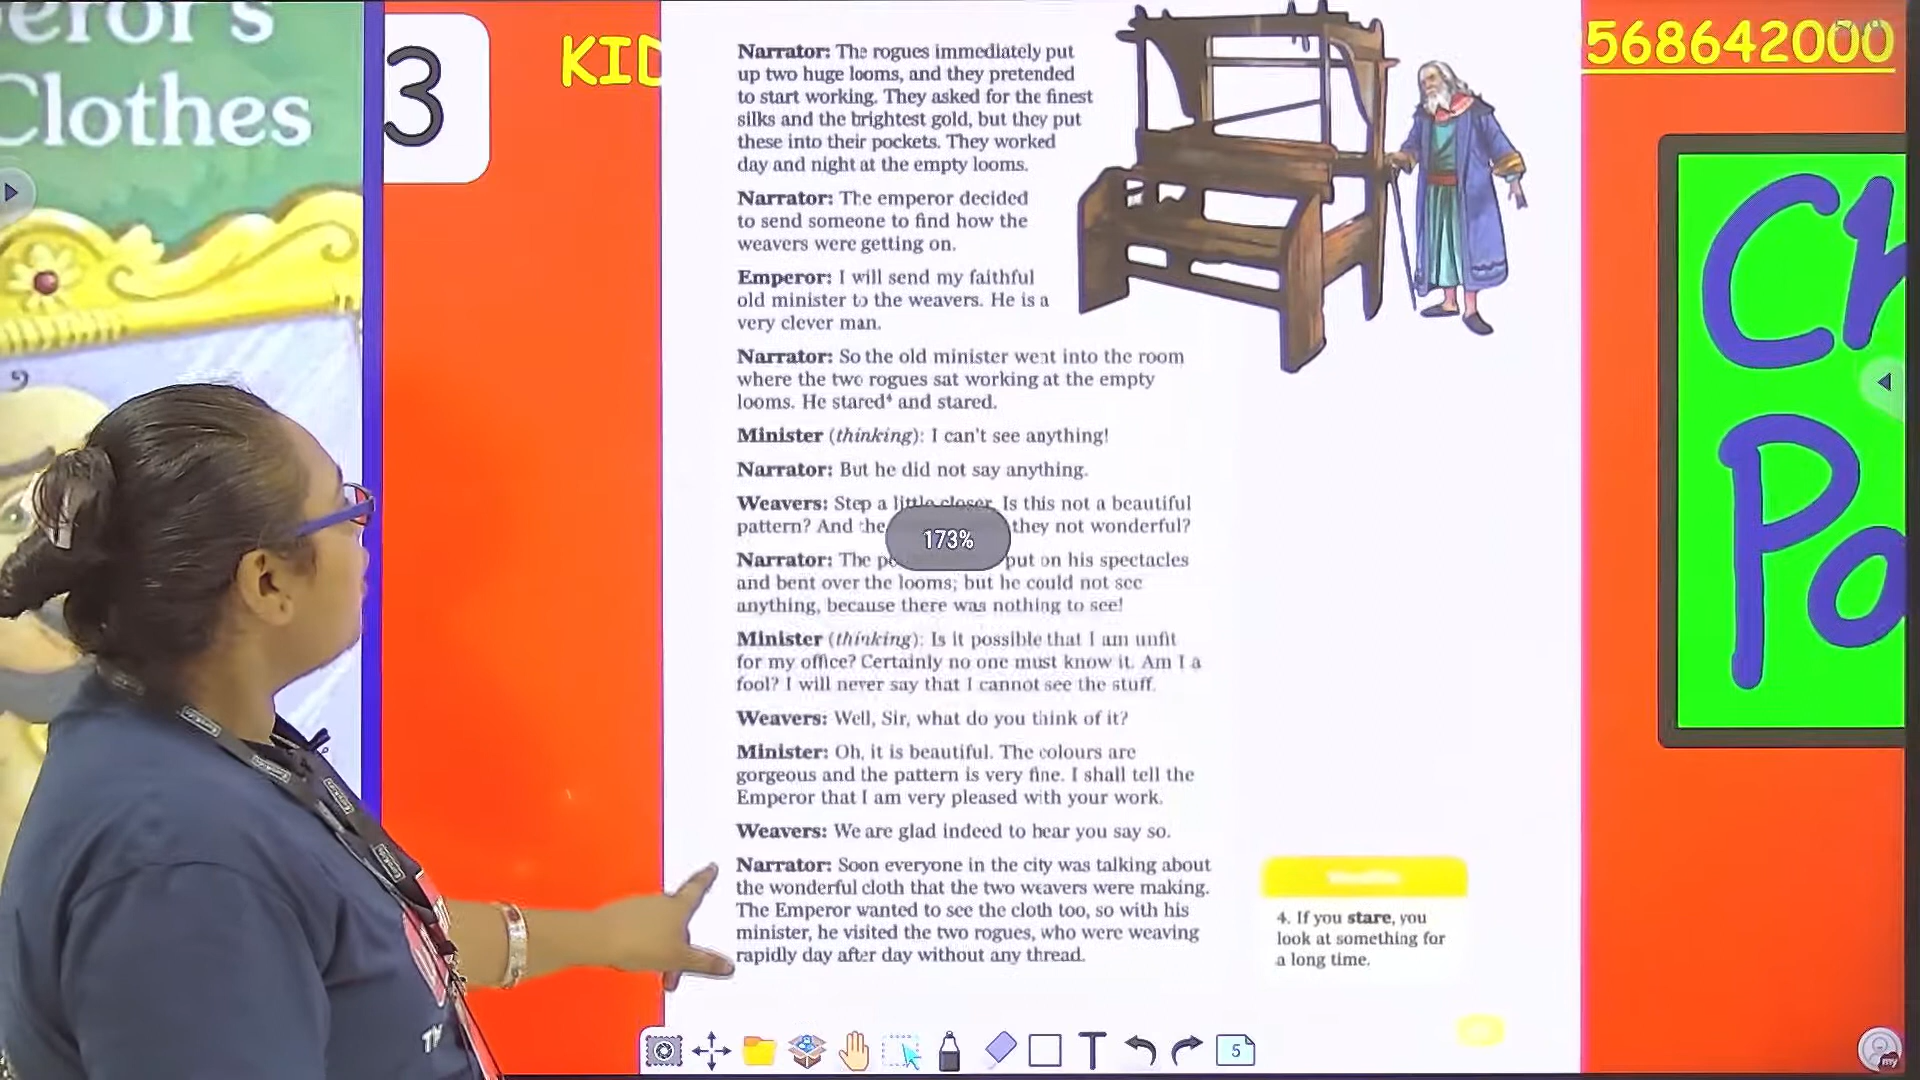 eror's
Clothes
3
KID
568642000
Narrator: The rogues immediately put
up two huge looms, and they pretended
to start working. They asked for the finest
silks and the brightest gold, but they put
these into their pockets. They worked
day and night at the empty looms.
Narrator: The emperor decided
to send someone to find how the
weavers were getting on.
Emperor: I will send my faithful
old minister to the weavers. He is a
very clever man.
Narrator: So the old minister went into the room
where the two rogues sat working at the empty
looms. He stared⁴ and stared.
Minister (thinking): I can't see anything!
Narrator: But he did not say anything.
Weavers: Step a little closer. Is this not a beautiful
pattern? And the they not wonderful?
173%
Narrator: The put on his spectacles
and bent over the looms; but he could not see
anything, because there was nothing to see!
Minister (thinking): Is it possible that I am unfit
for my office? Certainly no one must know it. Am I a
fool? I will never say that I cannot see the stuff.
Weavers: Well, Sir, what do you think of it?
Minister: Oh, it is beautiful. The colours are
gorgeous and the pattern is very fine. I shall tell the
Emperor that I am very pleased with your work.
Weavers: We are glad indeed to hear you say so.
Narrator: Soon everyone in the city was talking about
the wonderful cloth that the two weavers were making.
The Emperor wanted to see the cloth too, so with his
minister, he visited the two rogues, who were weaving
rapidly day after day without any thread.
4. If you stare, you
look at something for
a long time.
Ch
Po
TH
5
my